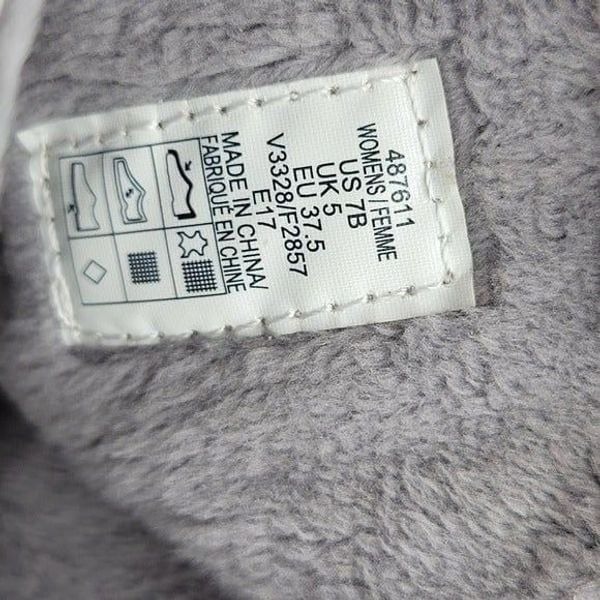 487611
WOMENS/FEMME
US 7B
UK 5
EU 37.5
V3328/F2857
E17
MADE IN CHINA/
FABRIQUÉ EN CHINE